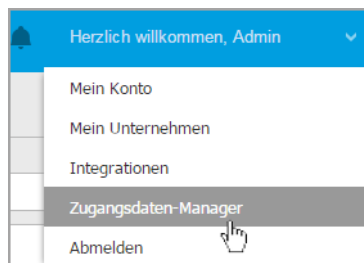 Herzlich willkommen, Admin
Mein Konto
Mein Unternehmen
Integrationen
Zugangsdaten-Manager
Abmelden